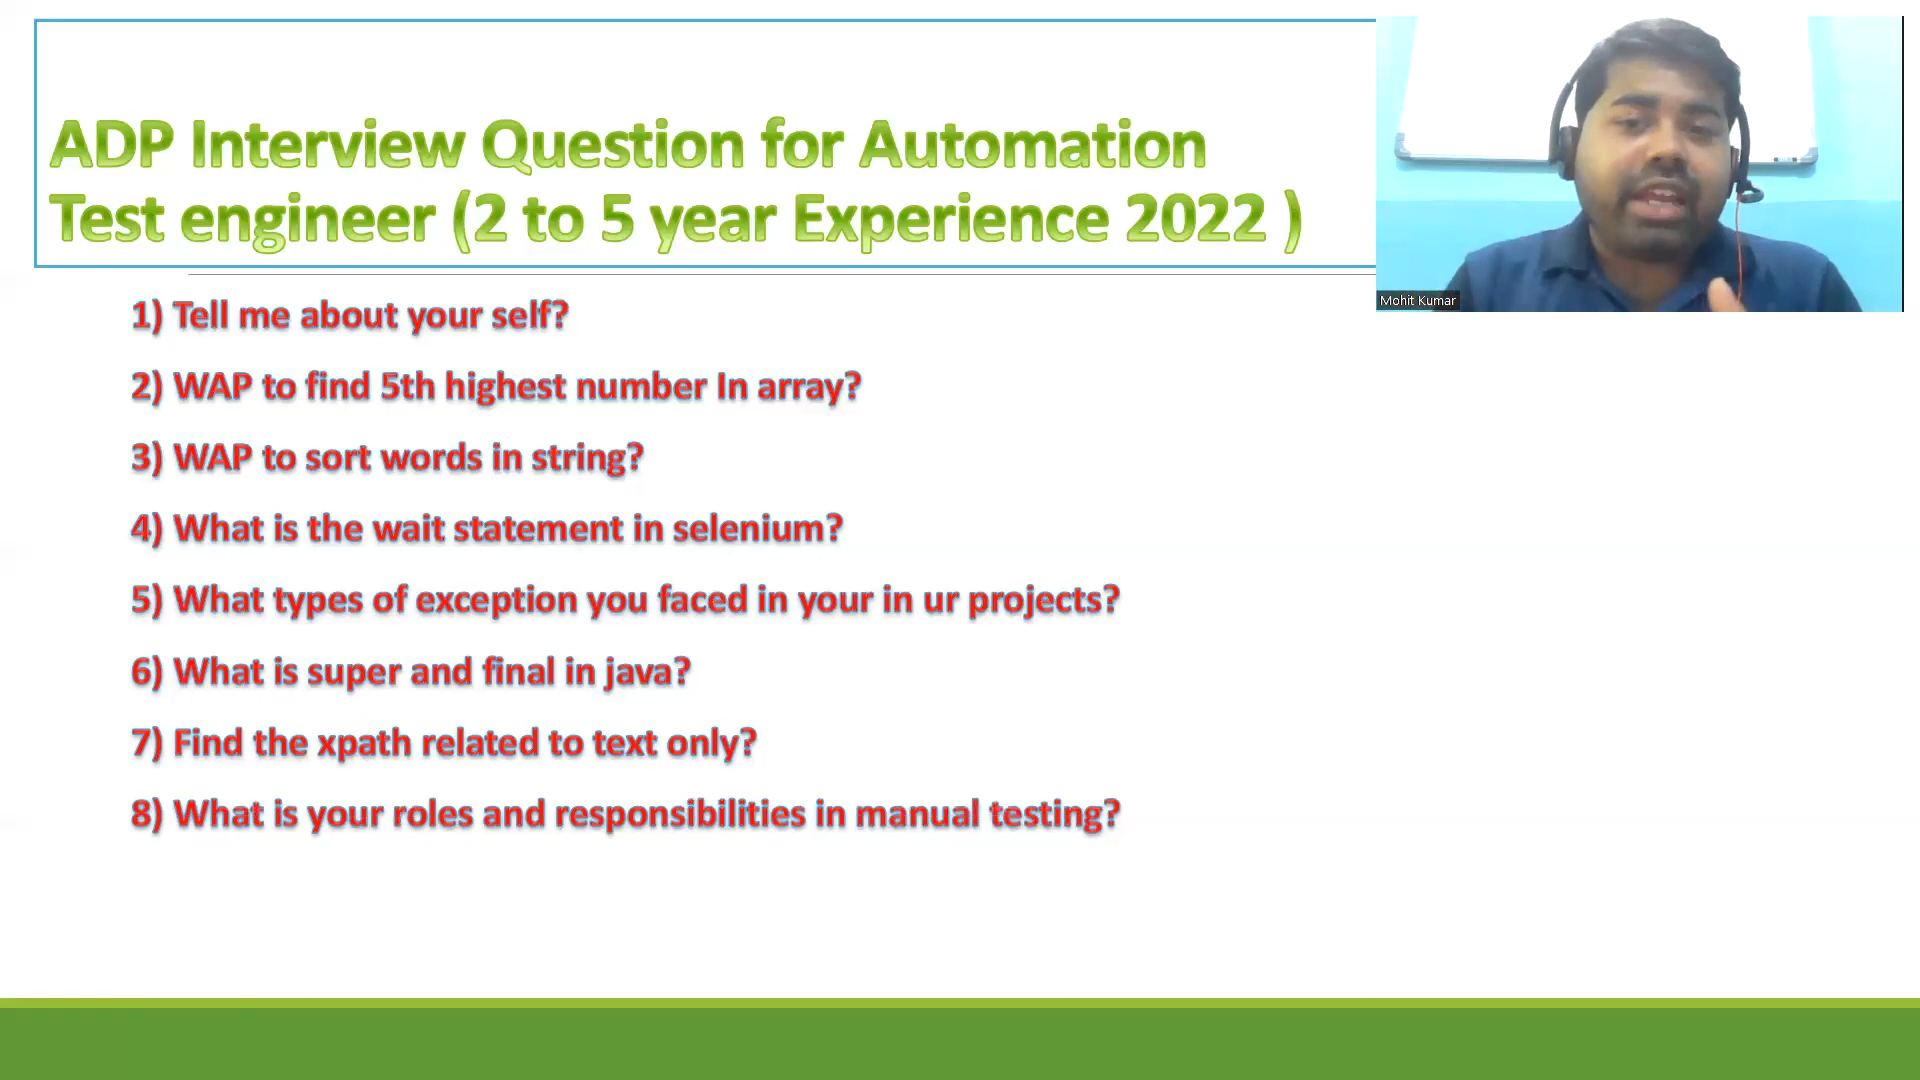 ADP Interview Question for Automation
Test engineer (2 to 5 year Experience 2022 )
Mohit Kumar
1) Tell me about your self?
2) WAP to find 5th highest number In array?
3) WAP to sort words in string?
4) What is the wait statement in selenium?
5) What types of exception you faced in your in ur projects?
6) What is super and final in java?
7) Find the xpath related to text only?
8) What is your roles and responsibilities in manual testing?